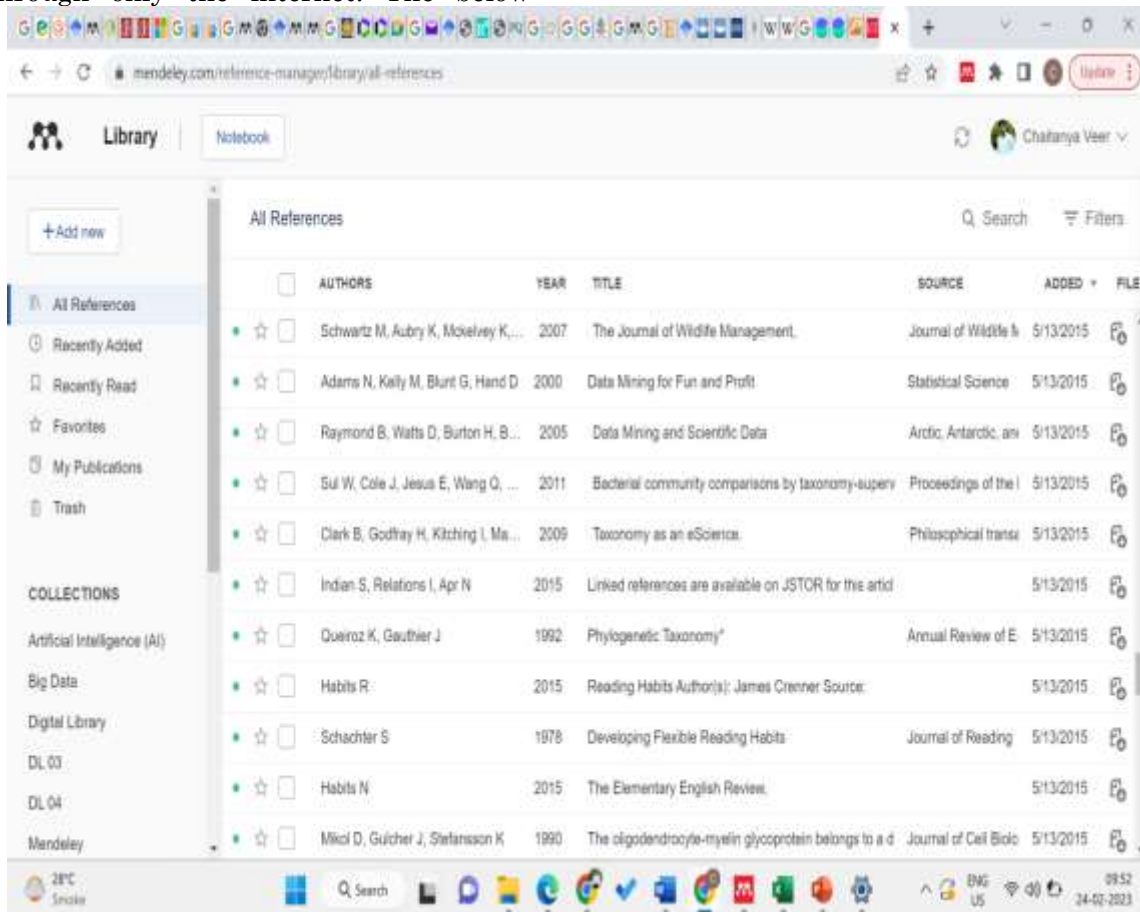 through only the internet. The below
mendeley.com/reference-manager/library/all-references
Update
Library
Notebook
Chaitanya Veer
+Add new
All References
Search
Filters
AUTHORS YEAR TITLE SOURCE ADDED FILE
All References
Recently Added
Recently Read
Favorites
My Publications
Trash
COLLECTIONS
Artificial Intelligence (AI)
Big Data
Digital Library
DL 03
DL 04
Mendeley
Schwartz M, Aubry K, Mckelvey K,... 2007 The Journal of Wildlife Management. Journal of Wildlife M 5/13/2015
Adams N, Kelly M, Blunt G, Hand D 2000 Data Mining for Fun and Profit Statistical Science 5/13/2015
Raymond B, Watts D, Burton H, B... 2005 Data Mining and Scientific Data Arctic, Antarctic, an 5/13/2015
Sul W, Cole J, Jesus E, Wang Q, ... 2011 Bacterial community comparisons by taxonomy-superv Proceedings of the 5/13/2015
Clark B, Godfray H, Kitching I, Ma... 2009 Taxonomy as an eScience. Philosophical transa 5/13/2015
Indian S, Relations I, Apr N 2015 Linked references are available on JSTOR for this articl 5/13/2015
Queiroz K, Gauthier J 1992 Phylogenetic Taxonomy* Annual Review of E 5/13/2015
Habits R 2015 Reading Habits Author(s): James Crenner Source: 5/13/2015
Schachter S 1978 Developing Flexible Reading Habits Journal of Reading 5/13/2015
Habits N 2015 The Elementary English Review. 5/13/2015
Mikol D, Gulcher J, Stefansson K 1990 The oligodendrocyte-myelin glycoprotein belongs to a d Journal of Cell Biolo 5/13/2015
28°C
Smoke
Search
ENG
US
09:52
24-02-2023